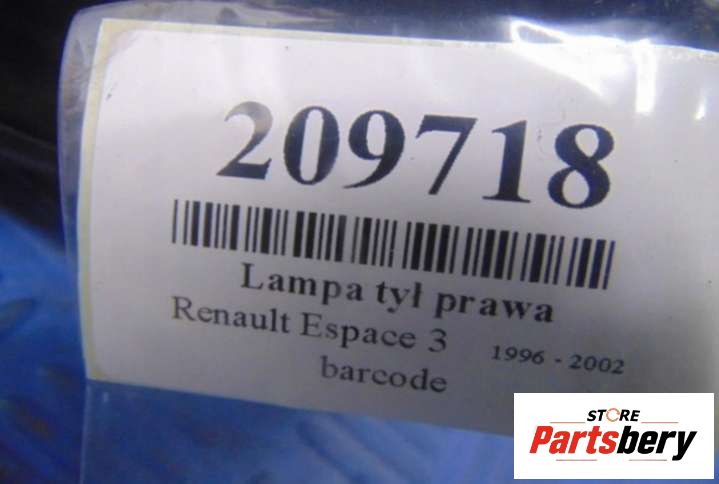 209718
Lampa tył prawa
Renault Espace 3 1996 - 2002
barcode
STORE
Partsbery